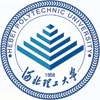 HEBEI POLYTECHNIC UNIVERSITY
1958
河北理工大学